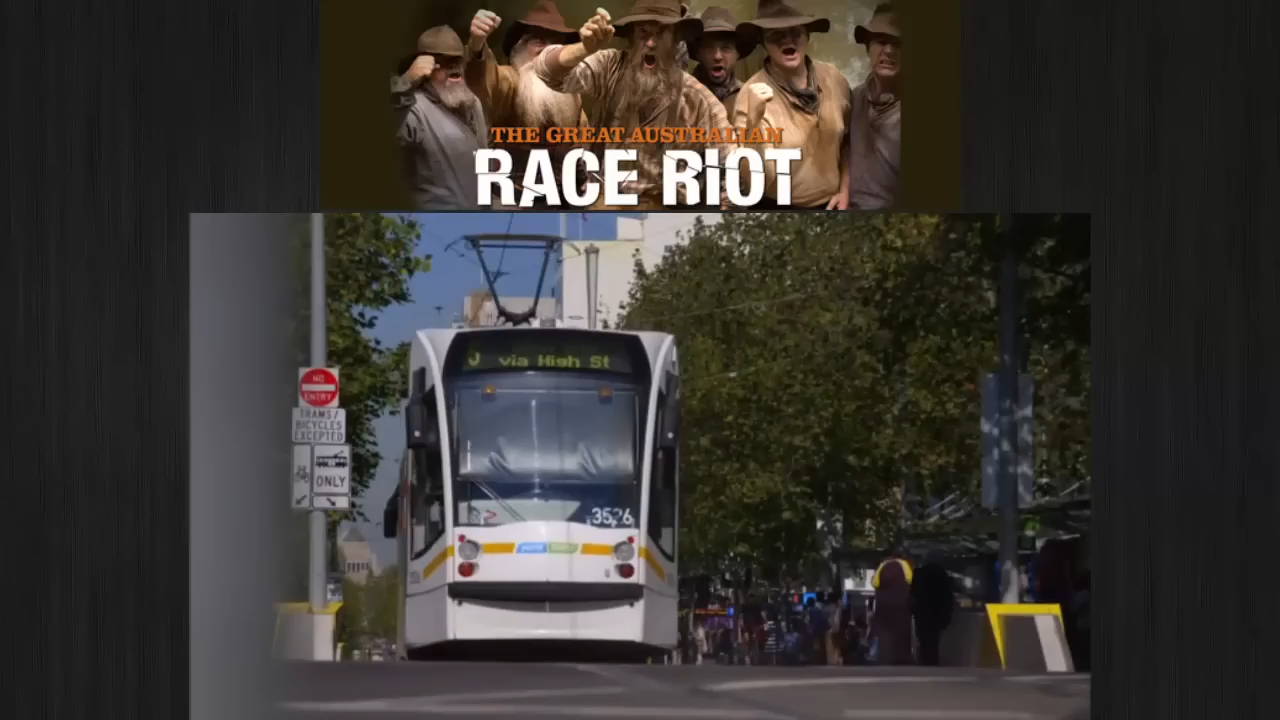 THE GREAT AUSTRALIAN
RACE RIOT
via High St
NO
ENTRY
TRAMS/
BICYCLES
EXCEPTED
ONLY
3526